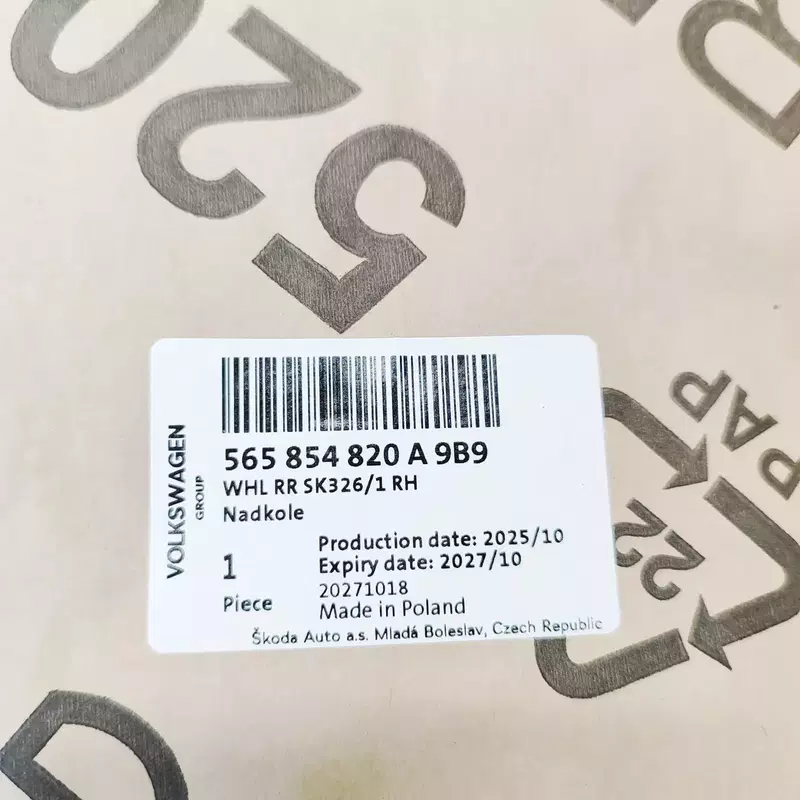 025
R
VOLKSWAGEN
GROUP
565 854 820 A 9B9
WHL RR SK326/1 RH
Nadkole
1
Piece
Production date: 2025/10
Expiry date: 2027/10
20271018
Made in Poland
Škoda Auto a.s. Mladá Boleslav, Czech Republic
PAP
22